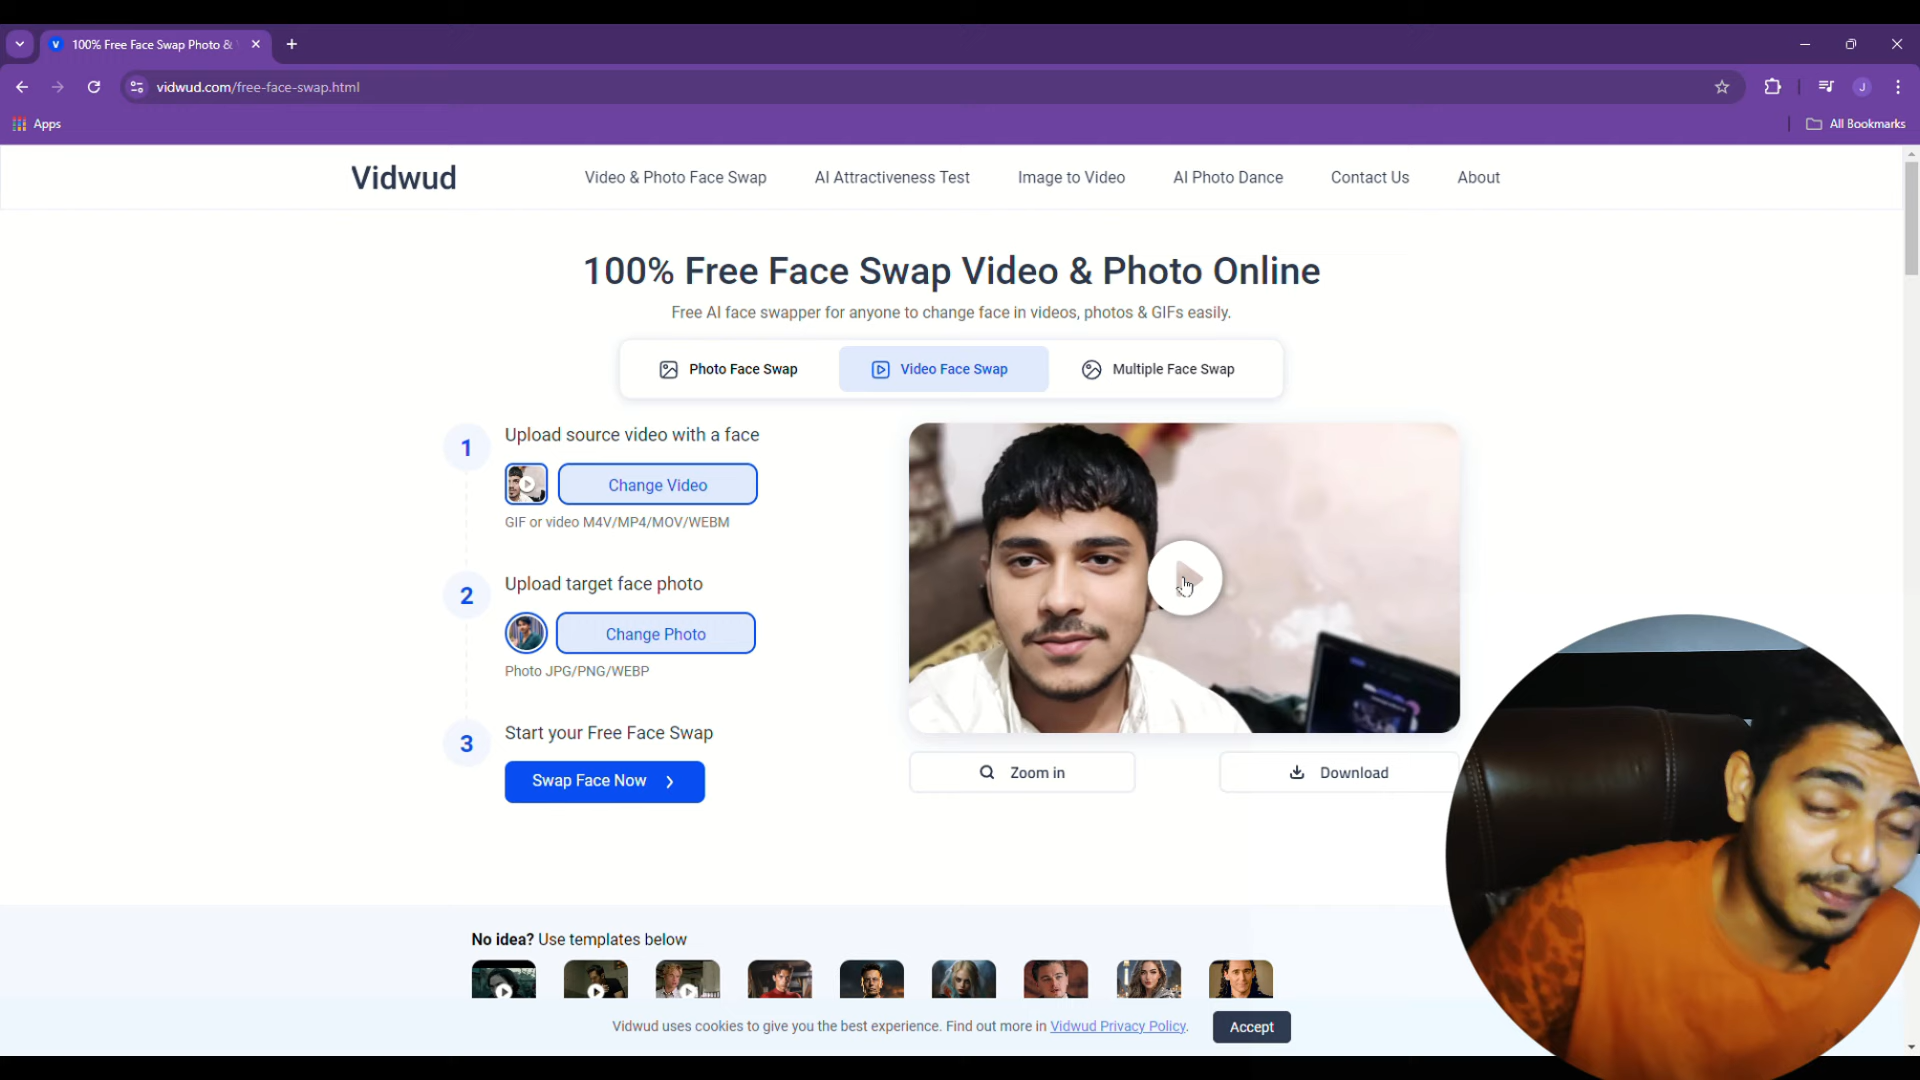 100% Free Face Swap Photo &
vidwud.com/free-face-swap.html
J
Apps
All Bookmarks
Vidwud
Video & Photo Face Swap
AI Attractiveness Test
Image to Video
AI Photo Dance
Contact Us
About
100% Free Face Swap Video & Photo Online
Free AI face swapper for anyone to change face in videos, photos & GIFs easily.
Photo Face Swap
Video Face Swap
Multiple Face Swap
1
Upload source video with a face
Change Video
GIF or video M4V/MP4/MOV/WEBM
2
Upload target face photo
Change Photo
Photo JPG/PNG/WEBP
3
Start your Free Face Swap
Swap Face Now
Zoom in
Download
No idea? Use templates below
Vidwud uses cookies to give you the best experience. Find out more in Vidwud Privacy Policy.
Accept